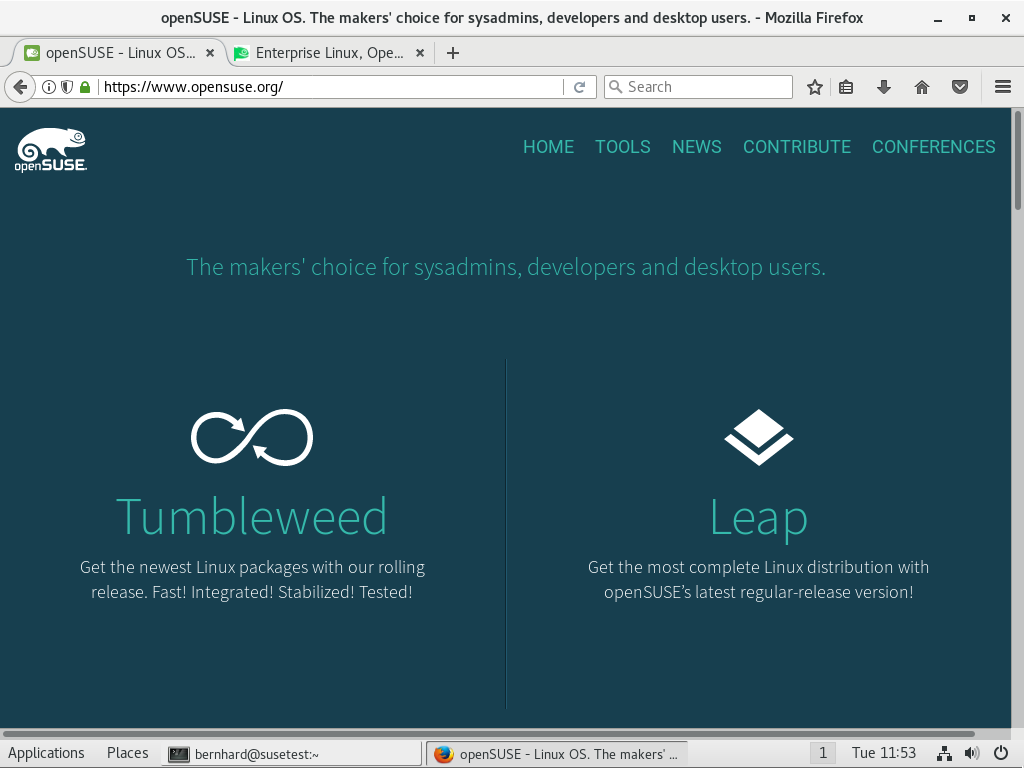 openSUSE - Linux OS. The makers' choice for sysadmins, developers and desktop users. - Mozilla Firefox
openSUSE - Linux OS...
Enterprise Linux, Ope...
https://www.opensuse.org/
Search
openSUSE.
HOME TOOLS NEWS CONTRIBUTE CONFERENCES
The makers' choice for sysadmins, developers and desktop users.
Tumbleweed
Get the newest Linux packages with our rolling
release. Fast! Integrated! Stabilized! Tested!
Leap
Get the most complete Linux distribution with
openSUSE’s latest regular-release version!
Applications Places bernhard@susetest:~ openSUSE - Linux OS. The makers' ... 1 Tue 11:53